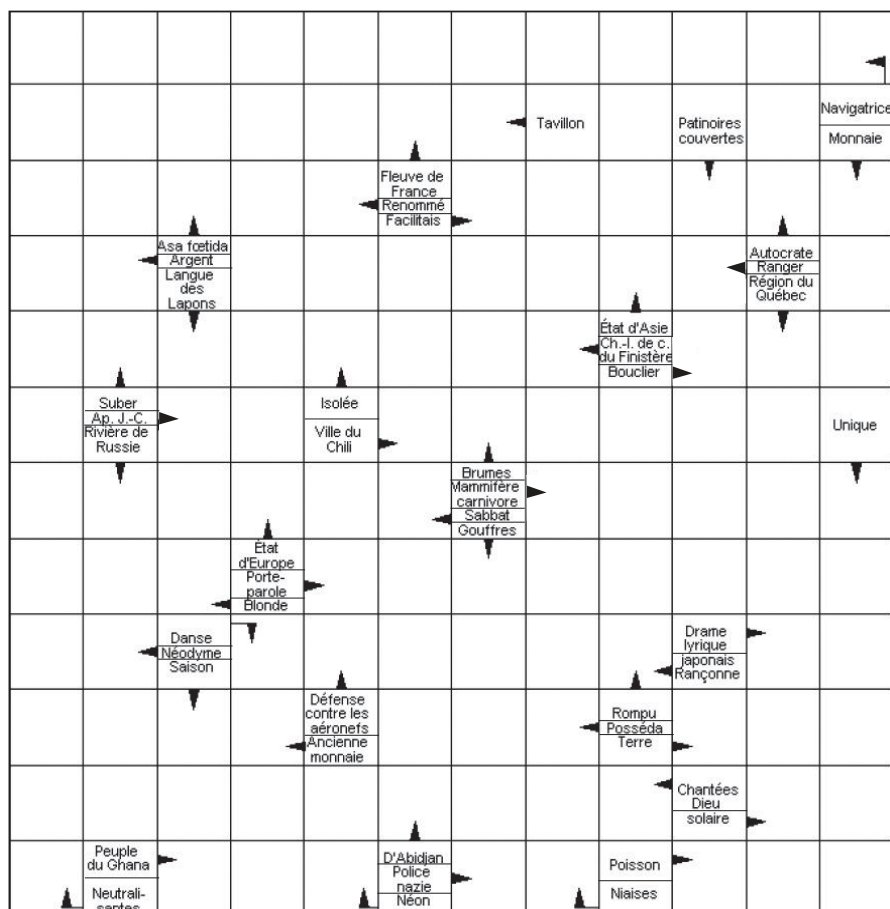 Tavillon
Patinoires
couvertes
Navigatrice
Monnaie
Fleuve de
France
Renommé
Facilitais
Asa fœtida
Argent
Langue
des
Lapons
Autocrate
Ranger
Région du
Québec
État d'Asie
Ch.-l. de c.
du Finistère
Bouclier
Suber
Ap. J.-C.
Rivière de
Russie
Isolée
Ville du
Chili
Unique
Brumes
Mammifère
carnivore
Sabbat
Gouffres
État
d'Europe
Porte-
parole
Blonde
Danse
Néodyme
Saison
Drame
lyrique
japonais
Rançonne
Défense
contre les
aéronefs
Ancienne
monnaie
Rompu
Posséda
Terre
Chantées
Dieu
solaire
Peuple
du Ghana
Neutrali-
santes
D'Abidjan
Police
nazie
Néon
Poisson
Niaises